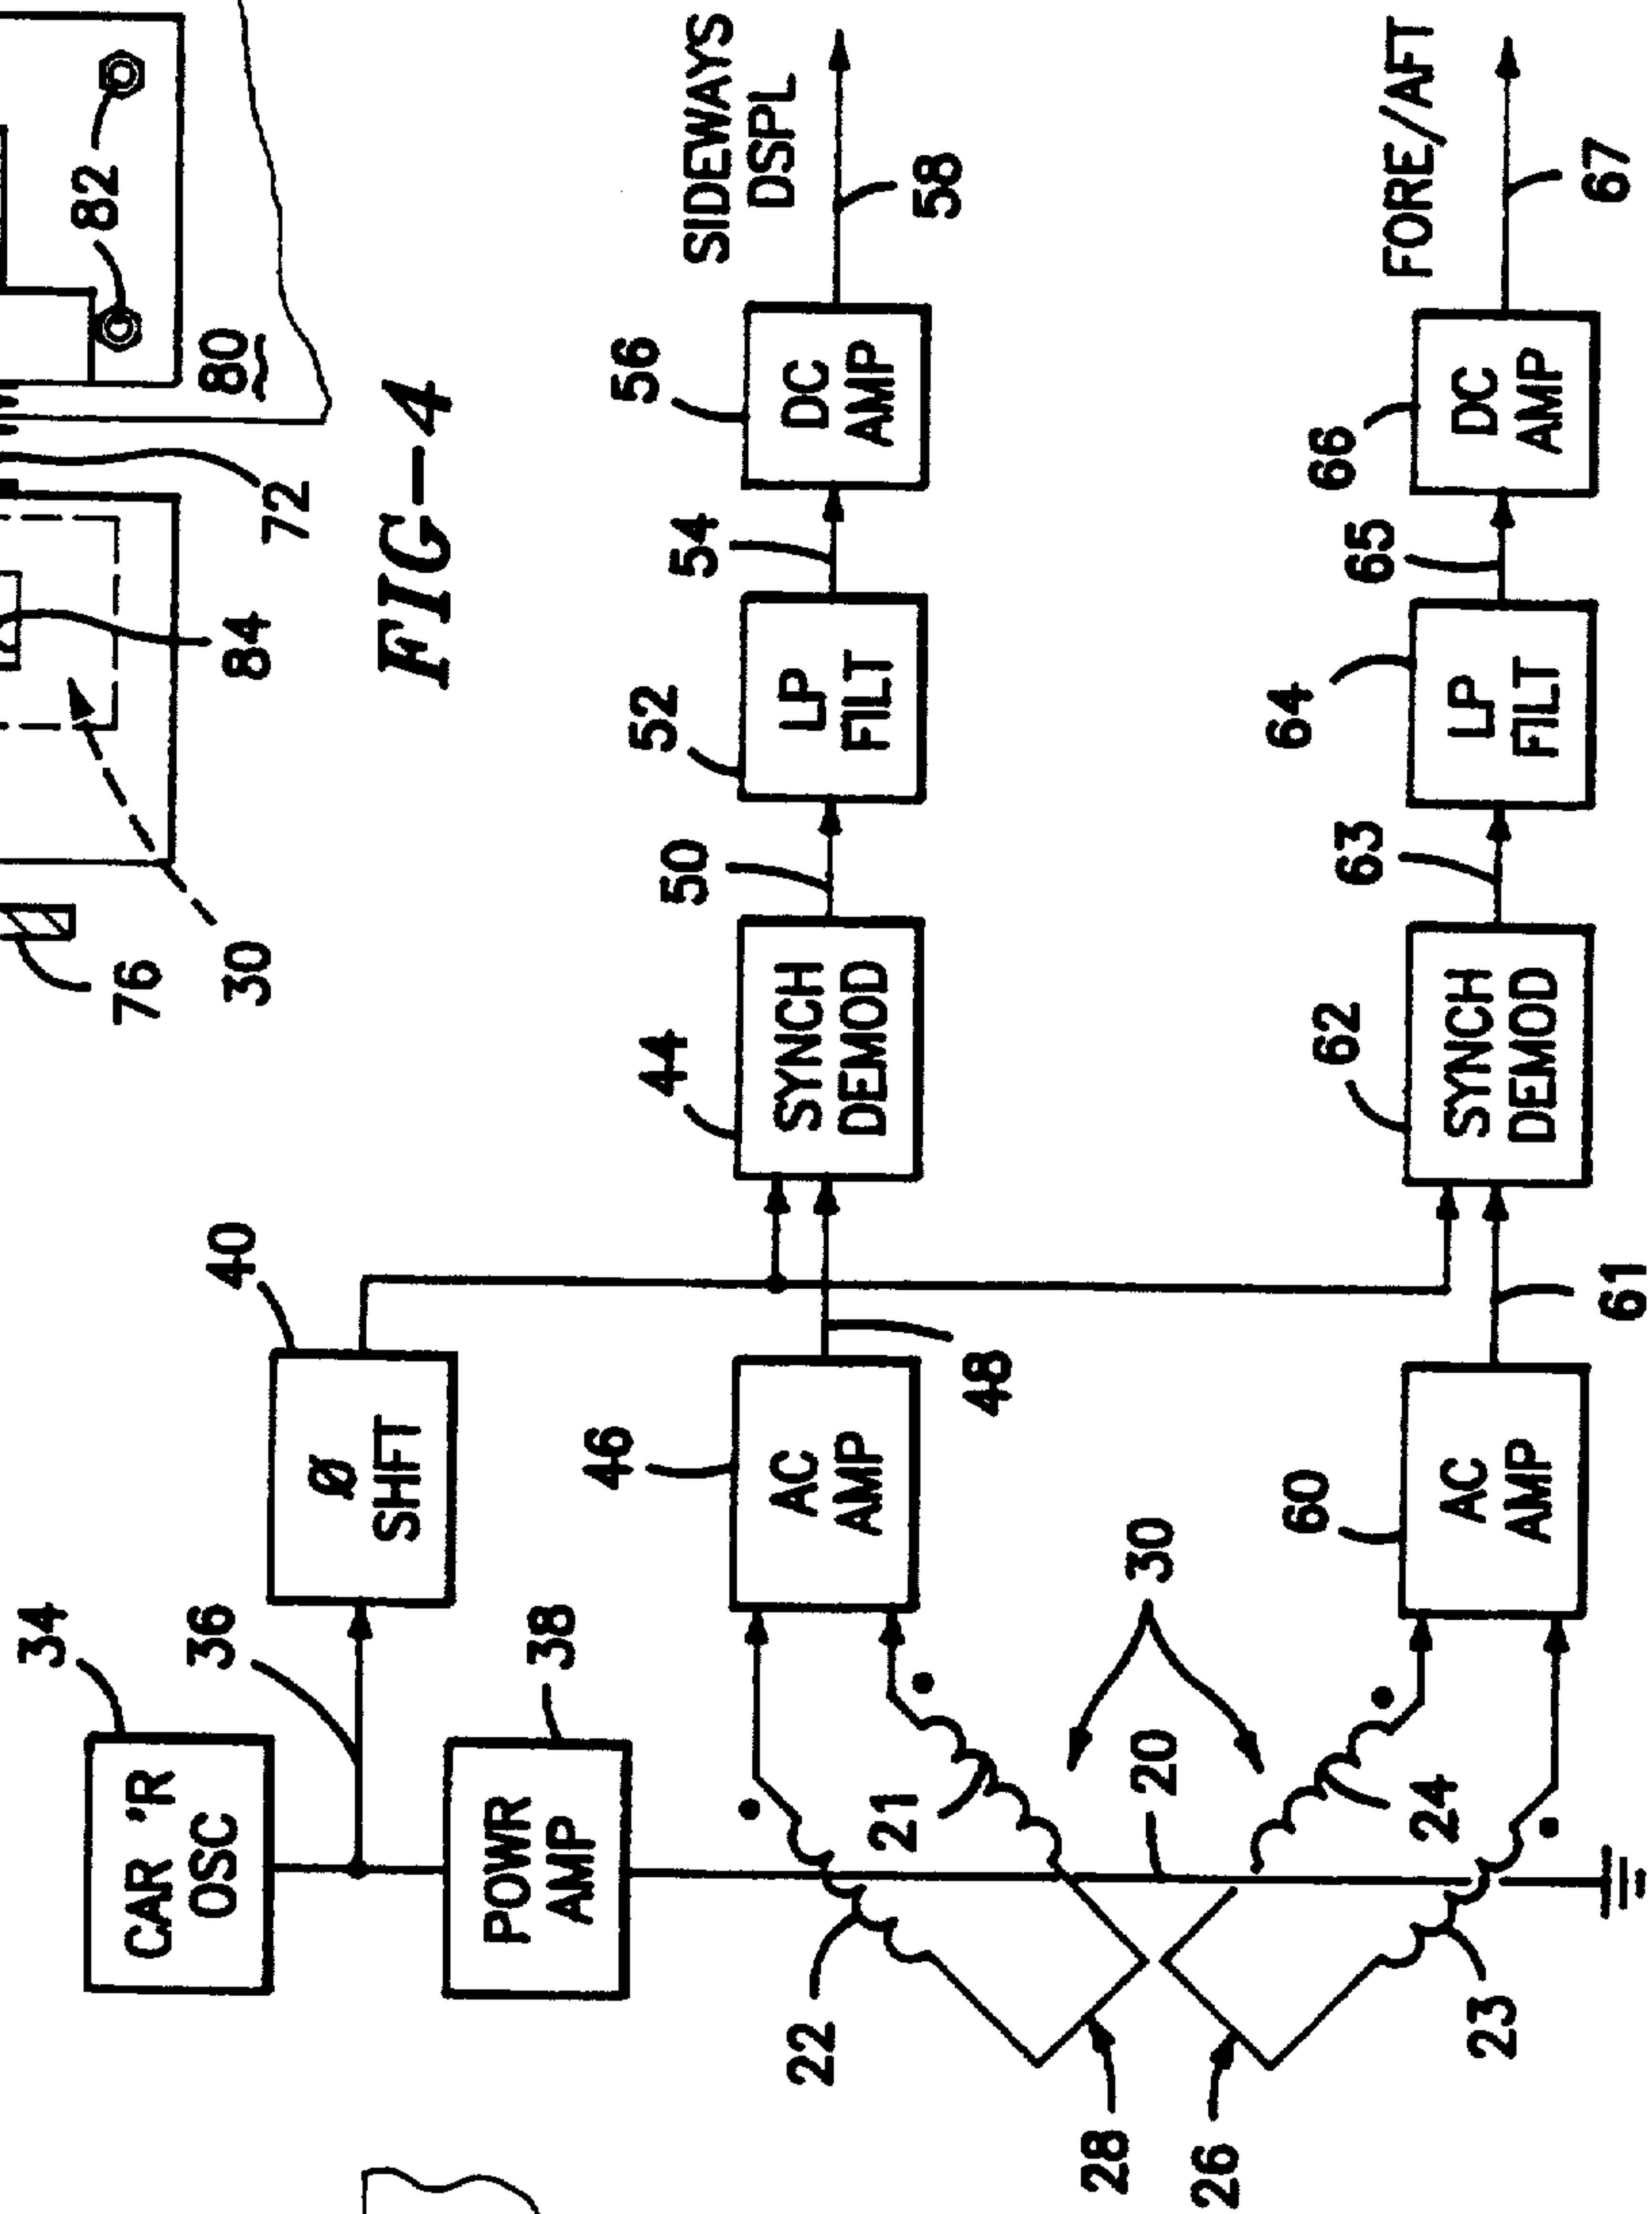 82
80
72
84
76
30
FIG-4
34
CAR'R
OSC
36
40
Ø
SHFT
38
POWR
AMP
SIDEWAYS
DSPL
46
AC
AMP
48
44
SYNCH
DEMOD
50
52
LP
FILT
54
56
DC
AMP
58
22
21
28
30
20
26
24
23
FORE/AFT
60
AC
AMP
61
62
SYNCH
DEMOD
63
64
LP
FILT
65
66
DC
AMP
67